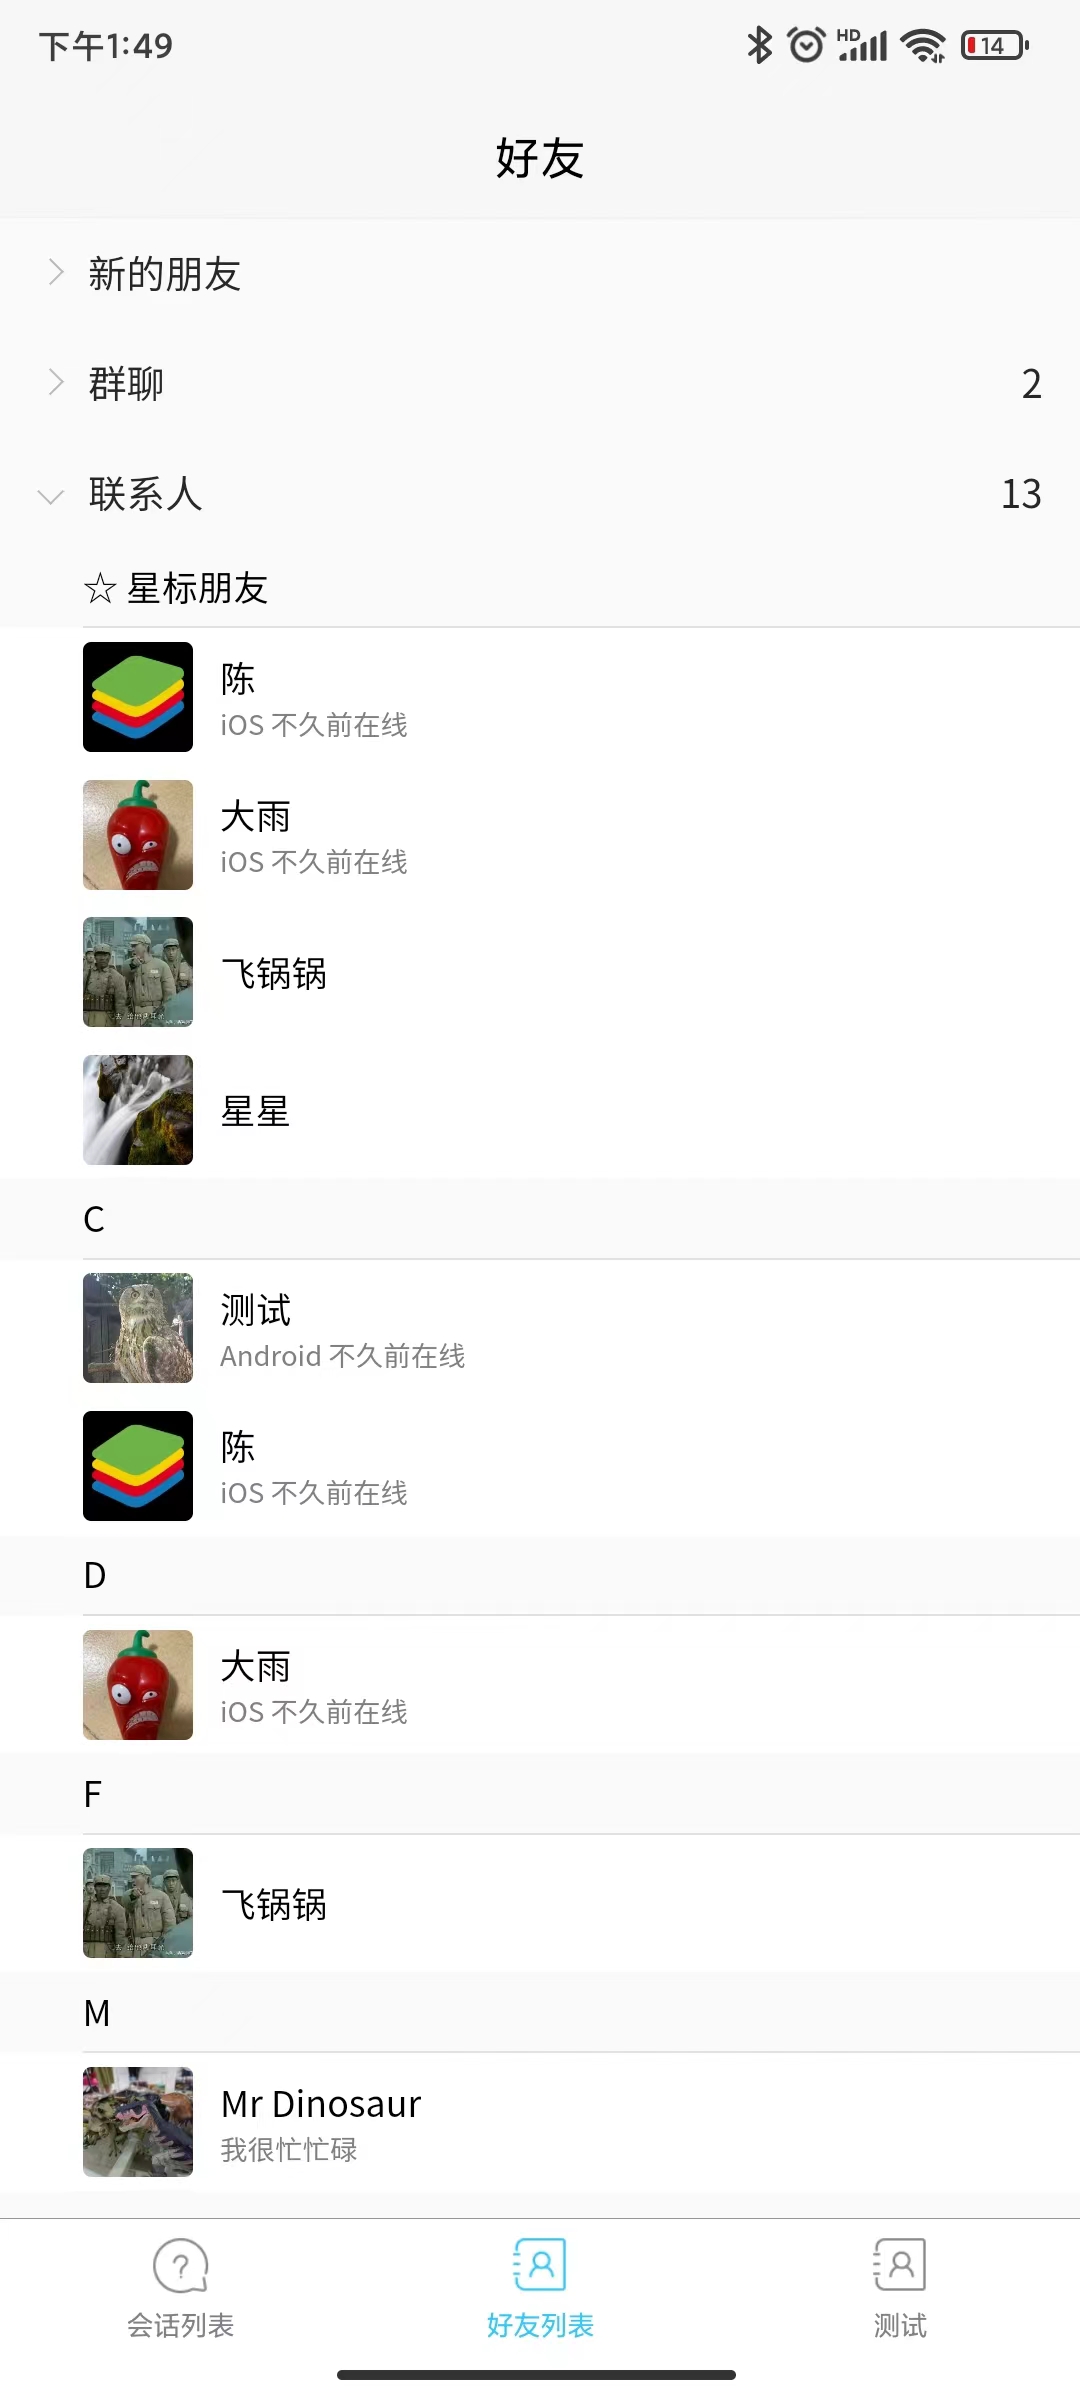 下午1:49
HD
14
好友
新的朋友
群聊
2
联系人
13
☆ 星标朋友
陈
iOS 不久前在线
大雨
iOS 不久前在线
飞锅锅
星星
C
测试
Android 不久前在线
陈
iOS 不久前在线
D
大雨
iOS 不久前在线
F
飞锅锅
M
Mr Dinosaur
我很忙忙碌
会话列表
好友列表
测试